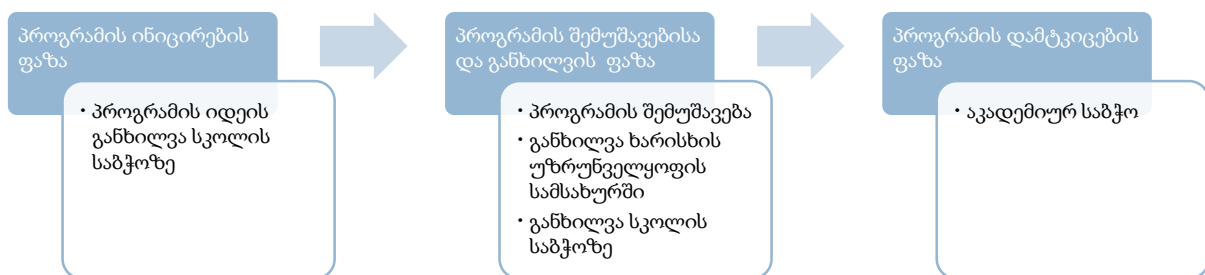 პროგრამის ინიცირების
ფაზა
• პროგრამის იდეის
განხილვა სკოლის
საბჭოზე
პროგრამის შემუშავებისა
და განხილვის ფაზა
• პროგრამის შემუშავება
• განხილვა ხარისხის
უზრუნველყოფის
სამსახურში
• განხილვა სკოლის
საბჭოზე
პროგრამის დამტკიცების
ფაზა
• აკადემიურ საბჭო